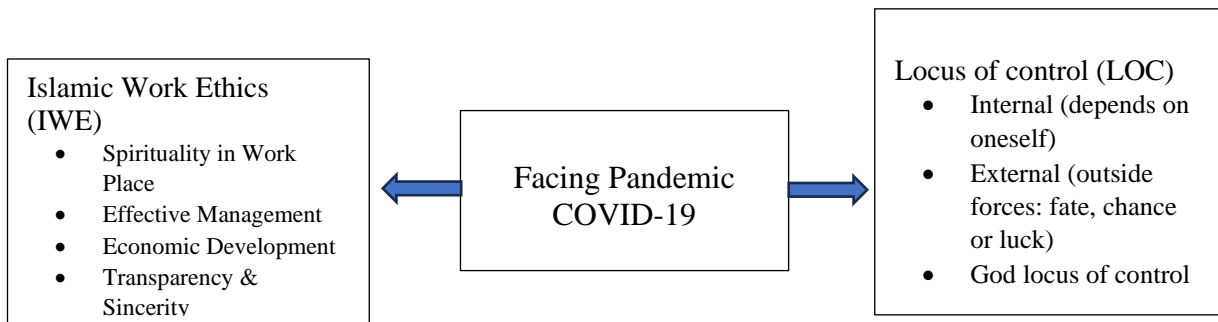 Islamic Work Ethics
(IWE)
• Spirituality in Work
Place
• Effective Management
• Economic Development
• Transparency &
Sincerity
Facing Pandemic
COVID-19
Locus of control (LOC)
• Internal (depends on
oneself)
• External (outside
forces: fate, chance
or luck)
• God locus of control